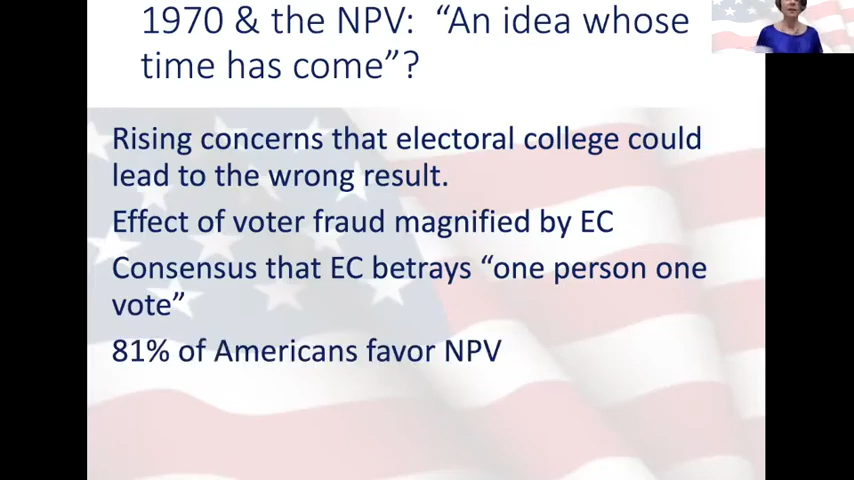 1970 & the NPV: “An idea whose
time has come”?
Rising concerns that electoral college could
lead to the wrong result.
Effect of voter fraud magnified by EC
Consensus that EC betrays “one person one
vote”
81% of Americans favor NPV